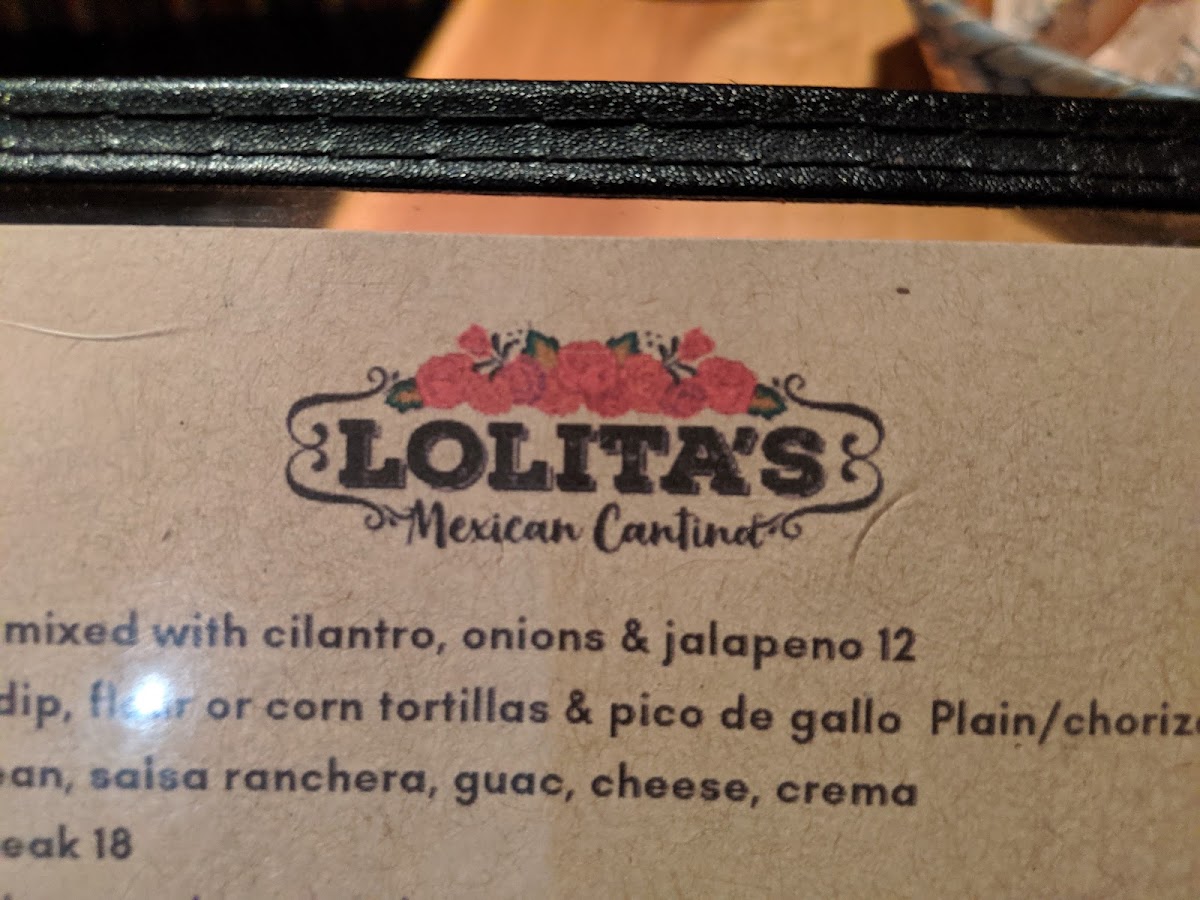 LOLITA'S
Mexican Cantina
mixed with cilantro, onions & jalapeno 12
dip, flour or corn tortillas & pico de gallo Plain/chorizo
salsa ranchera, guac, cheese, crema
18